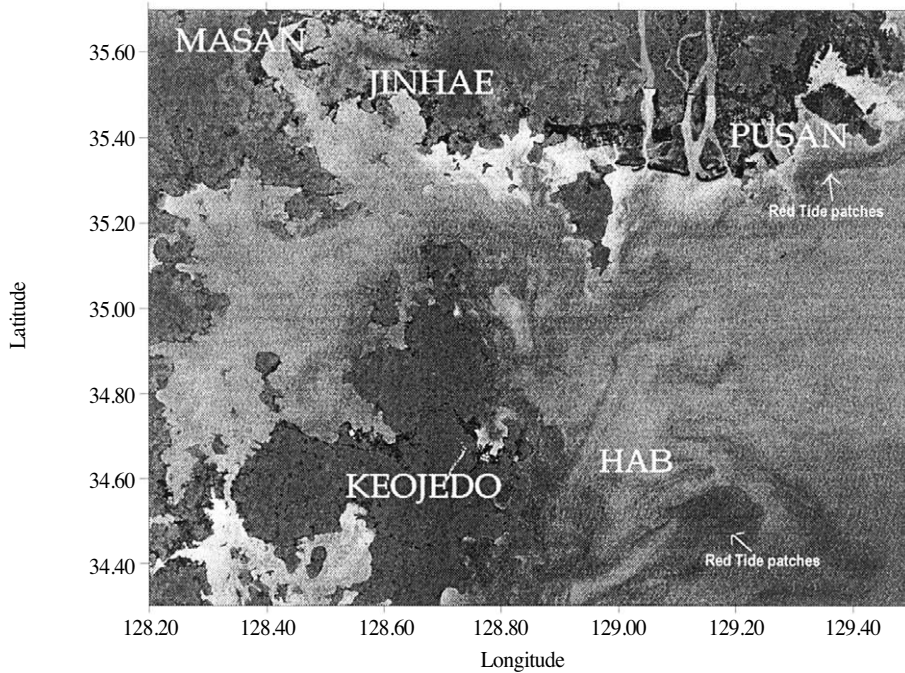 MASAN
JINHAE
PUSAN
Red Tide patches
HAB
KEOJEDO
Red Tide patches
Latitude
35.60
35.40
35.20
35.00
34.80
34.60
34.40
128.20 128.40 128.60 128.80 129.00 129.20 129.40
Longitude